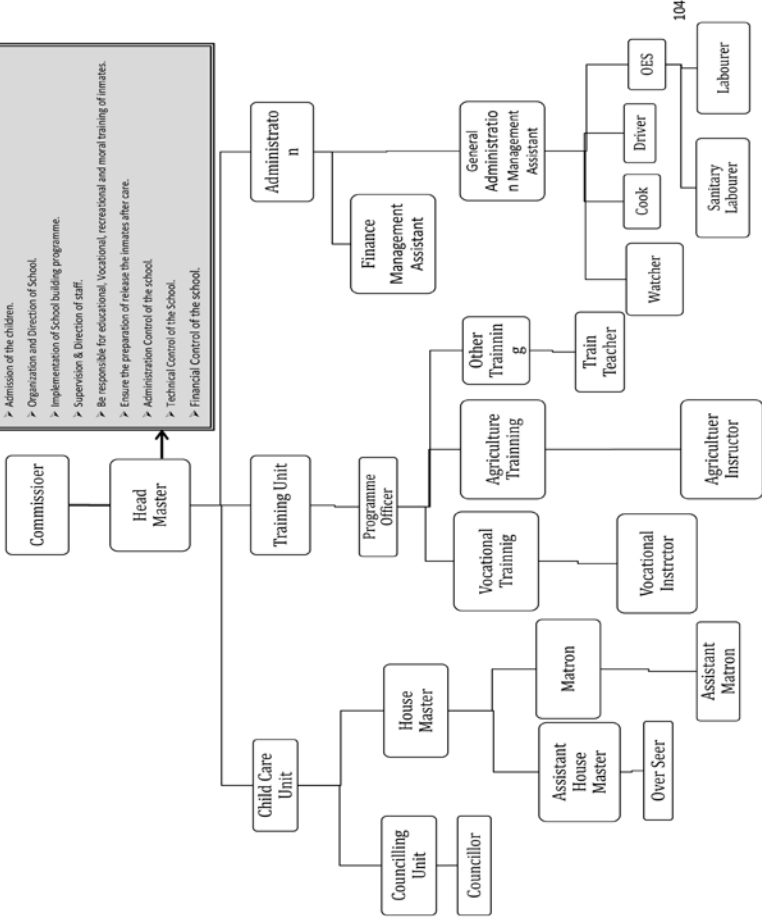 ➢ Admission of the children.
➢ Organization and Direction of School.
➢ Implementation of School building programme.
➢ Supervision & Direction of staff.
➢ Be responsible for educational, Vocational, recreational and moral training of inmates.
➢ Ensure the preparation of release the inmates after care.
➢ Administration Control of the school.
➢ Technical Control of the School.
➢ Financial Control of the school.
Commissioer
Head
Master
Child Care
Unit
Training Unit
Administratio
n
Councilling
Unit
Councillor
House
Master
Assistant
House
Master
Over Seer
Matron
Assistant
Matron
Programme
Officer
Vocational
Trainnig
Vocational
Instrctor
Agriculture
Trainning
Agrictuer
Insructor
Other
Trainnin
g
Train
Teacher
Finance
Management
Assistant
General
Administratio
n Management
Assistant
Watcher
Cook
Driver
OES
Sanitary
Labourer
Labourer
104